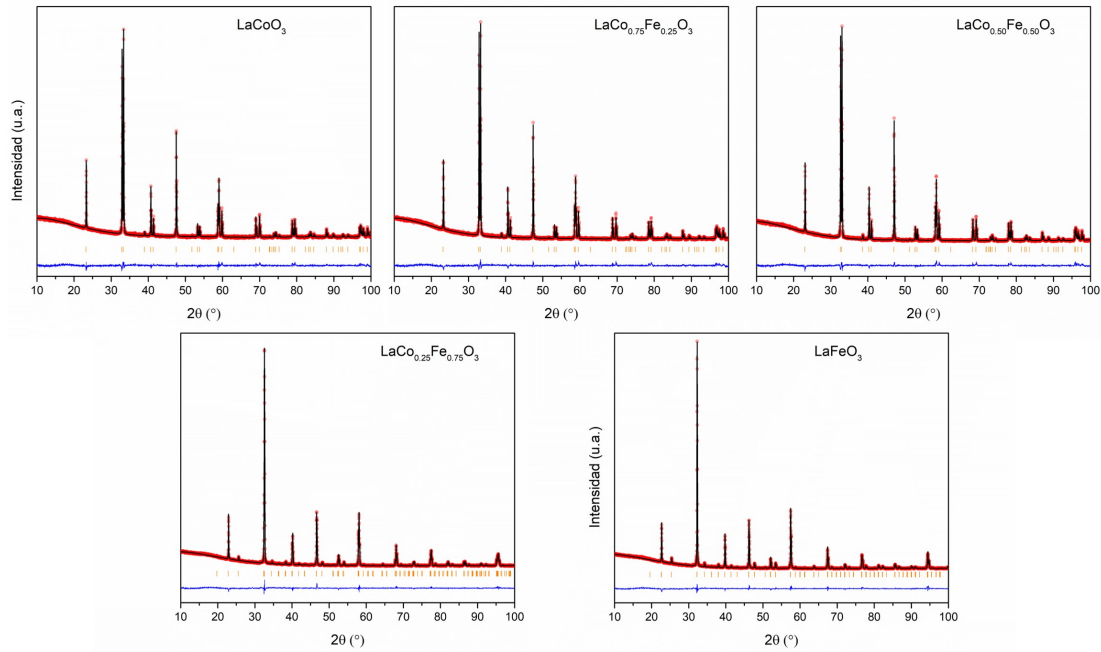 LaCoO₃
Intensidad (u.a.)
10 20 30 40 50 60 70 80 90 100
2θ (°)
LaCo₀.₇₅Fe₀.₂₅O₃
10 20 30 40 50 60 70 80 90 100
2θ (°)
LaCo₀.₅₀Fe₀.₅₀O₃
10 20 30 40 50 60 70 80 90 100
2θ (°)
LaCo₀.₂₅Fe₀.₇₅O₃
10 20 30 40 50 60 70 80 90 100
2θ (°)
LaFeO₃
Intensidad (u.a.)
10 20 30 40 50 60 70 80 90 100
2θ (°)